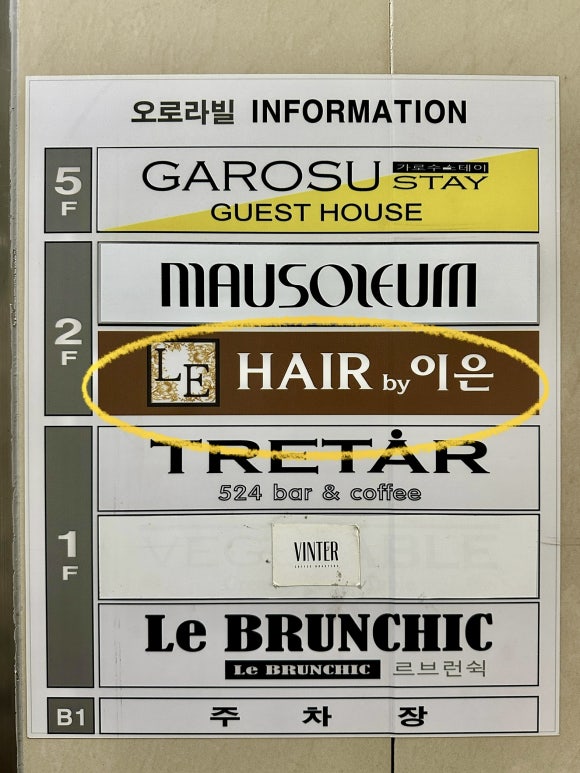 오로라빌 INFORMATION
5F
GAROSU 가로수스테이 STAY
GUEST HOUSE
2F
MAUSOLEUM
LE HAIR by 이은
1F
TRETÅR
524 bar & coffee
VEGETABLE
VINTER
Le BRUNCHIC
Le BRUNCHIC 르브런쉭
B1
주 차 장